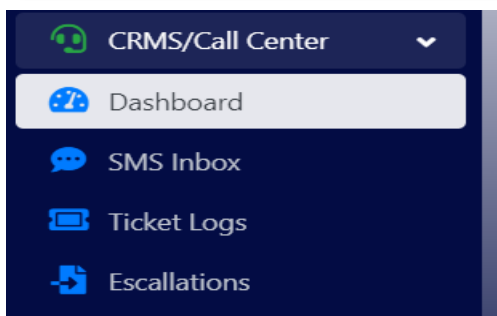 CRMS/Call Center
Dashboard
SMS Inbox
Ticket Logs
Escallations